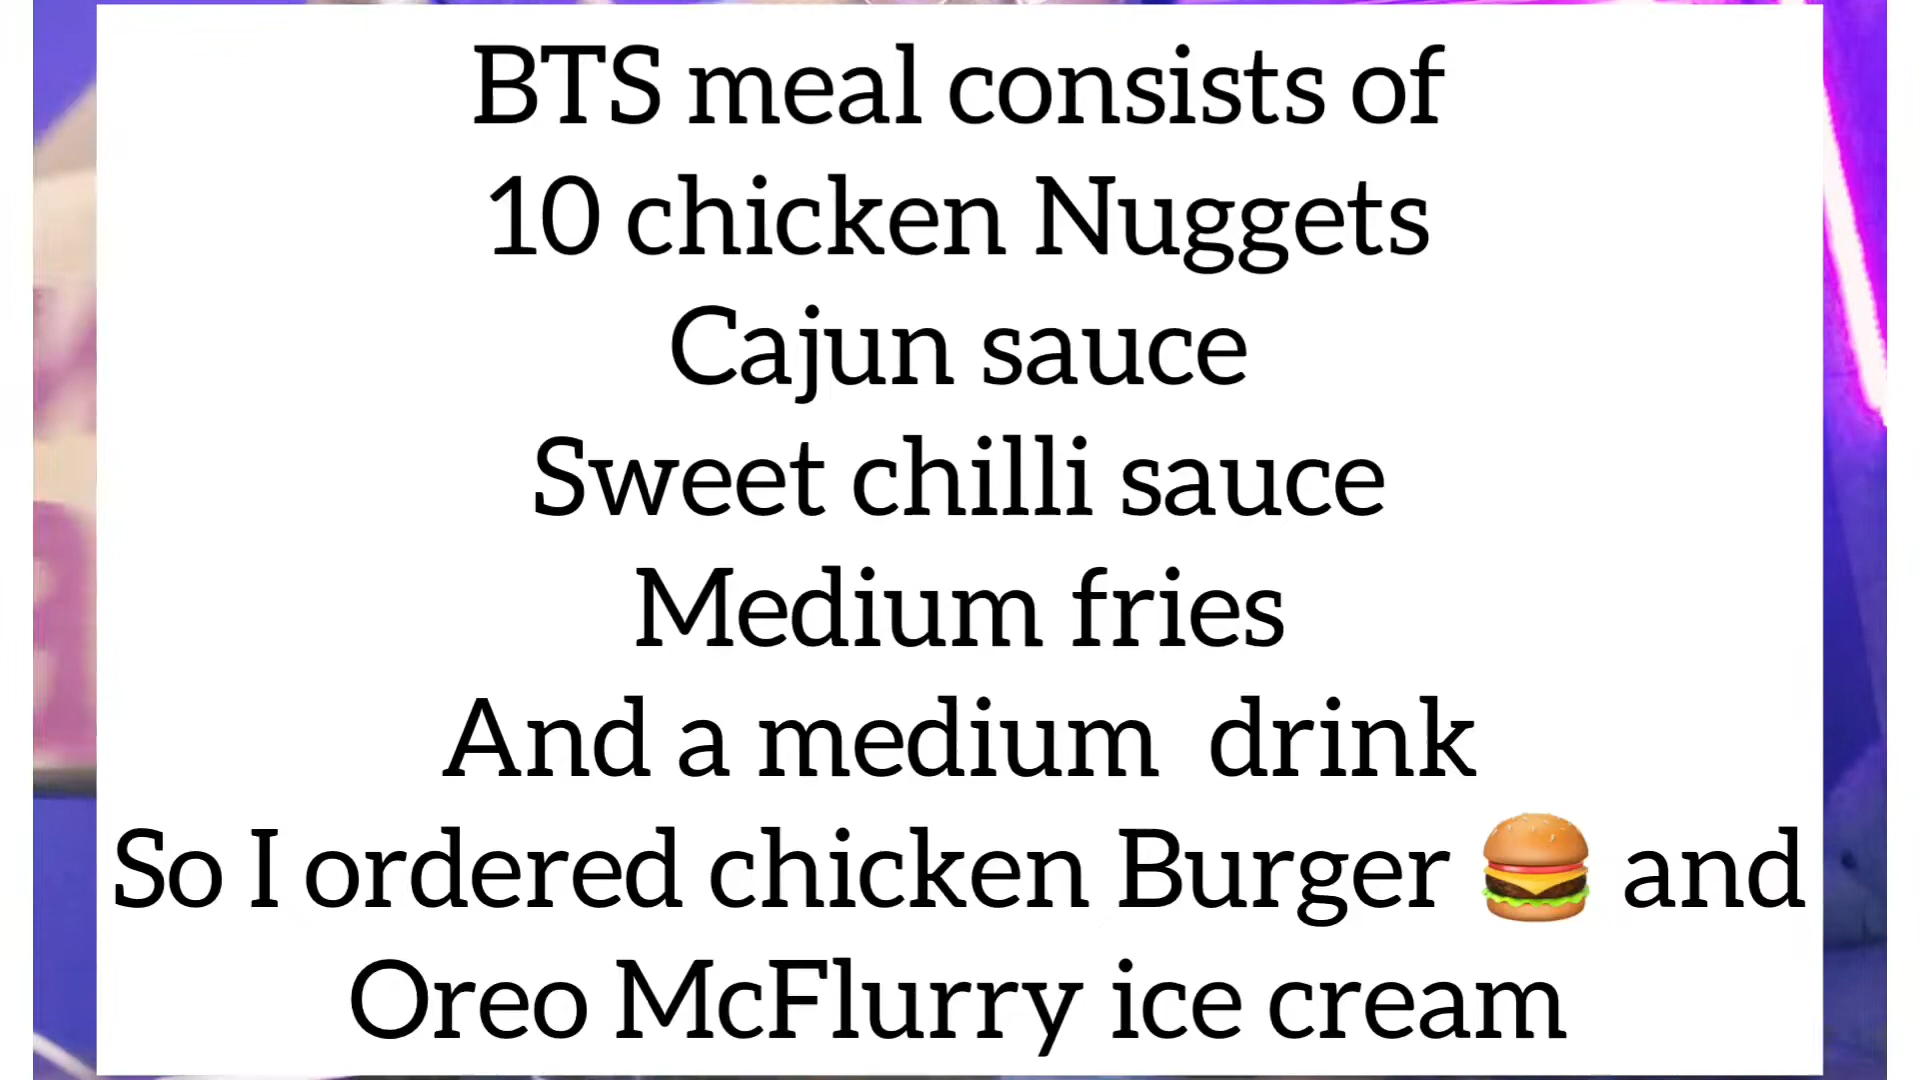 BTS meal consists of
10 chicken Nuggets
Cajun sauce
Sweet chilli sauce
Medium fries
And a medium  drink
So I ordered chicken Burger 🍔 and
Oreo McFlurry ice cream